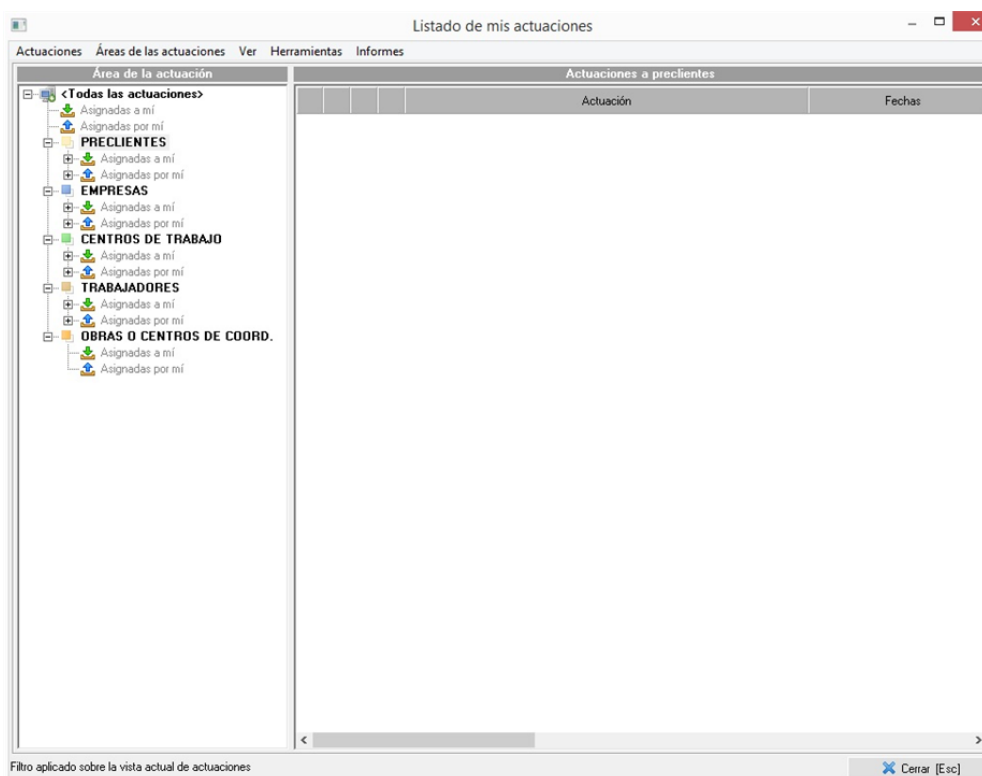 Listado de mis actuaciones
Actuaciones Áreas de las actuaciones Ver Herramientas Informes
Área de la actuación
Actuaciones a preclientes
<Todas las actuaciones>
Asignadas a mí
Asignadas por mí
PRECLIENTES
Asignadas a mí
Asignadas por mí
EMPRESAS
Asignadas a mí
Asignadas por mí
CENTROS DE TRABAJO
Asignadas a mí
Asignadas por mí
TRABAJADORES
Asignadas a mí
Asignadas por mí
OBRAS O CENTROS DE COORD.
Asignadas a mí
Asignadas por mí
Actuación Fechas
Filtro aplicado sobre la vista actual de actuaciones
Cerrar [Esc]